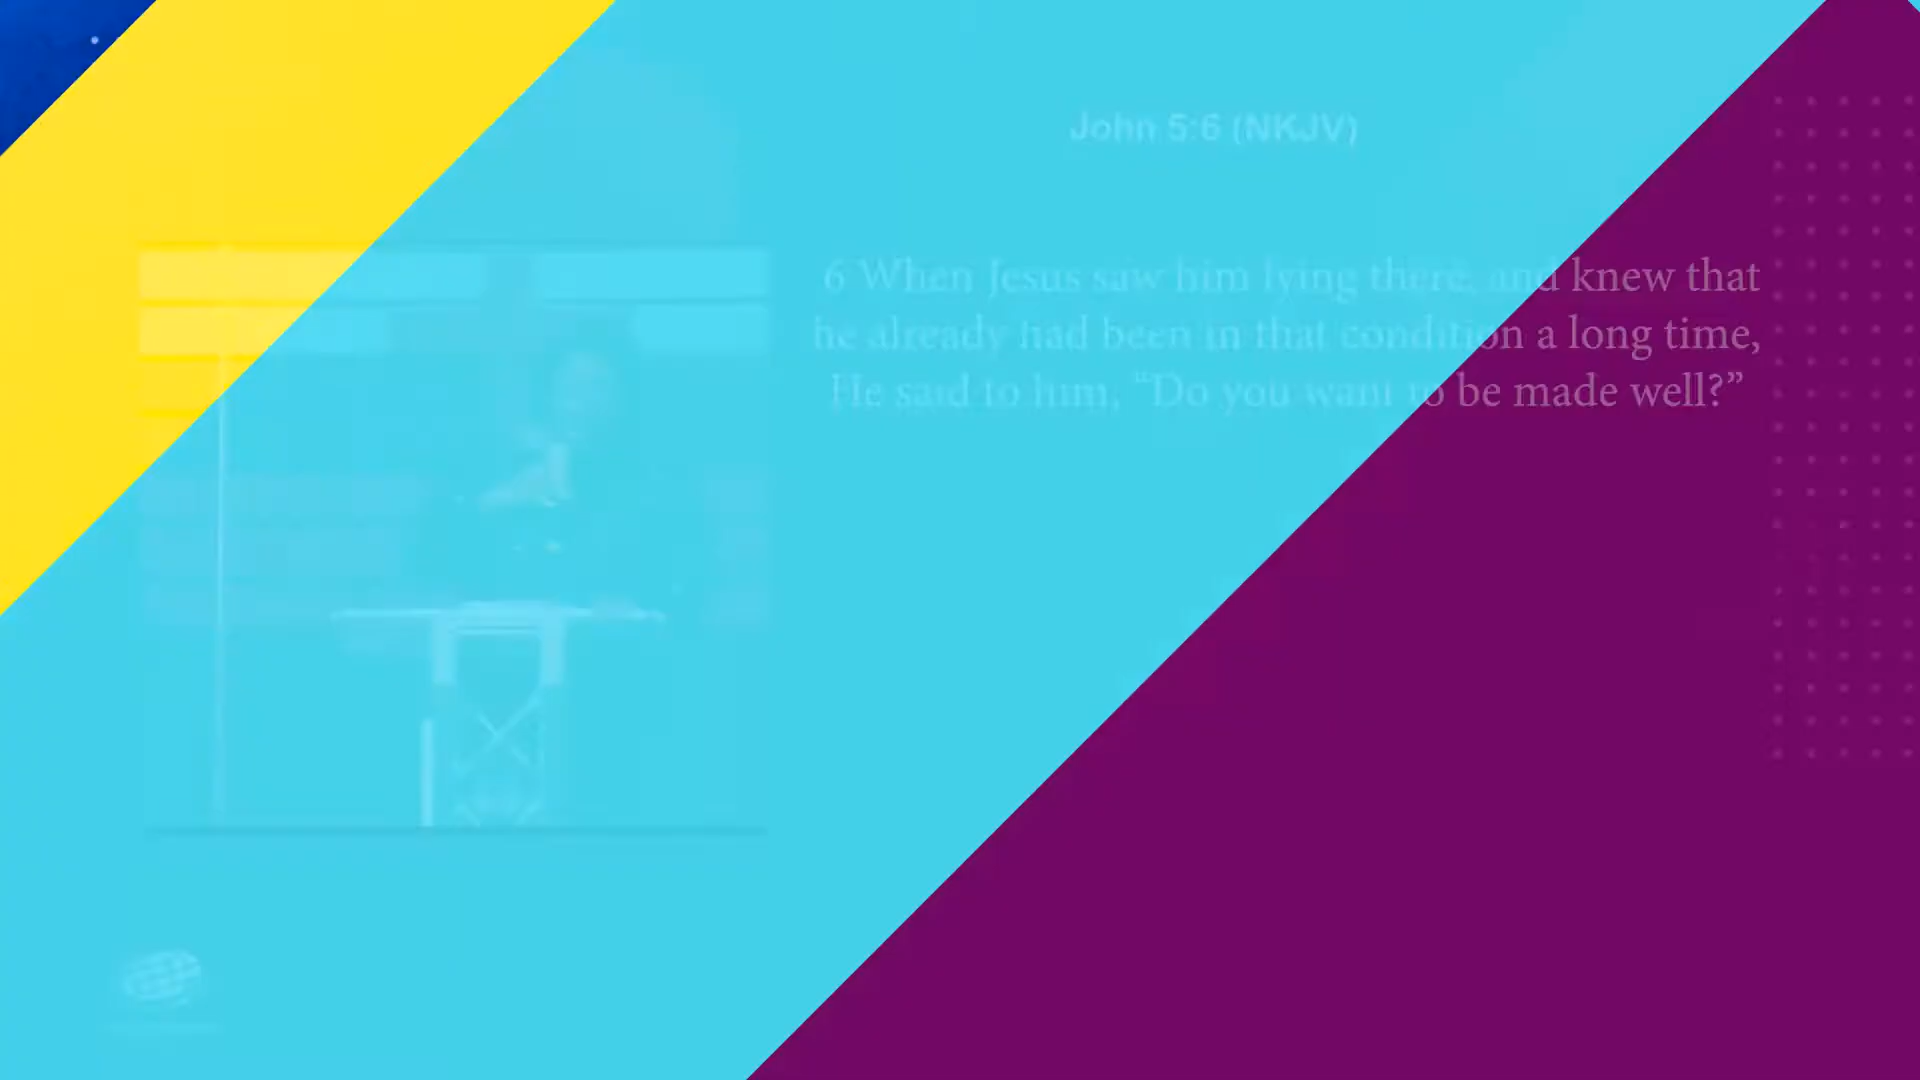 John 5:6 (NKJV)
6 When Jesus saw him lying there, and knew that
he already had been in that condition a long time,
He said to him, “Do you want to be made well?”